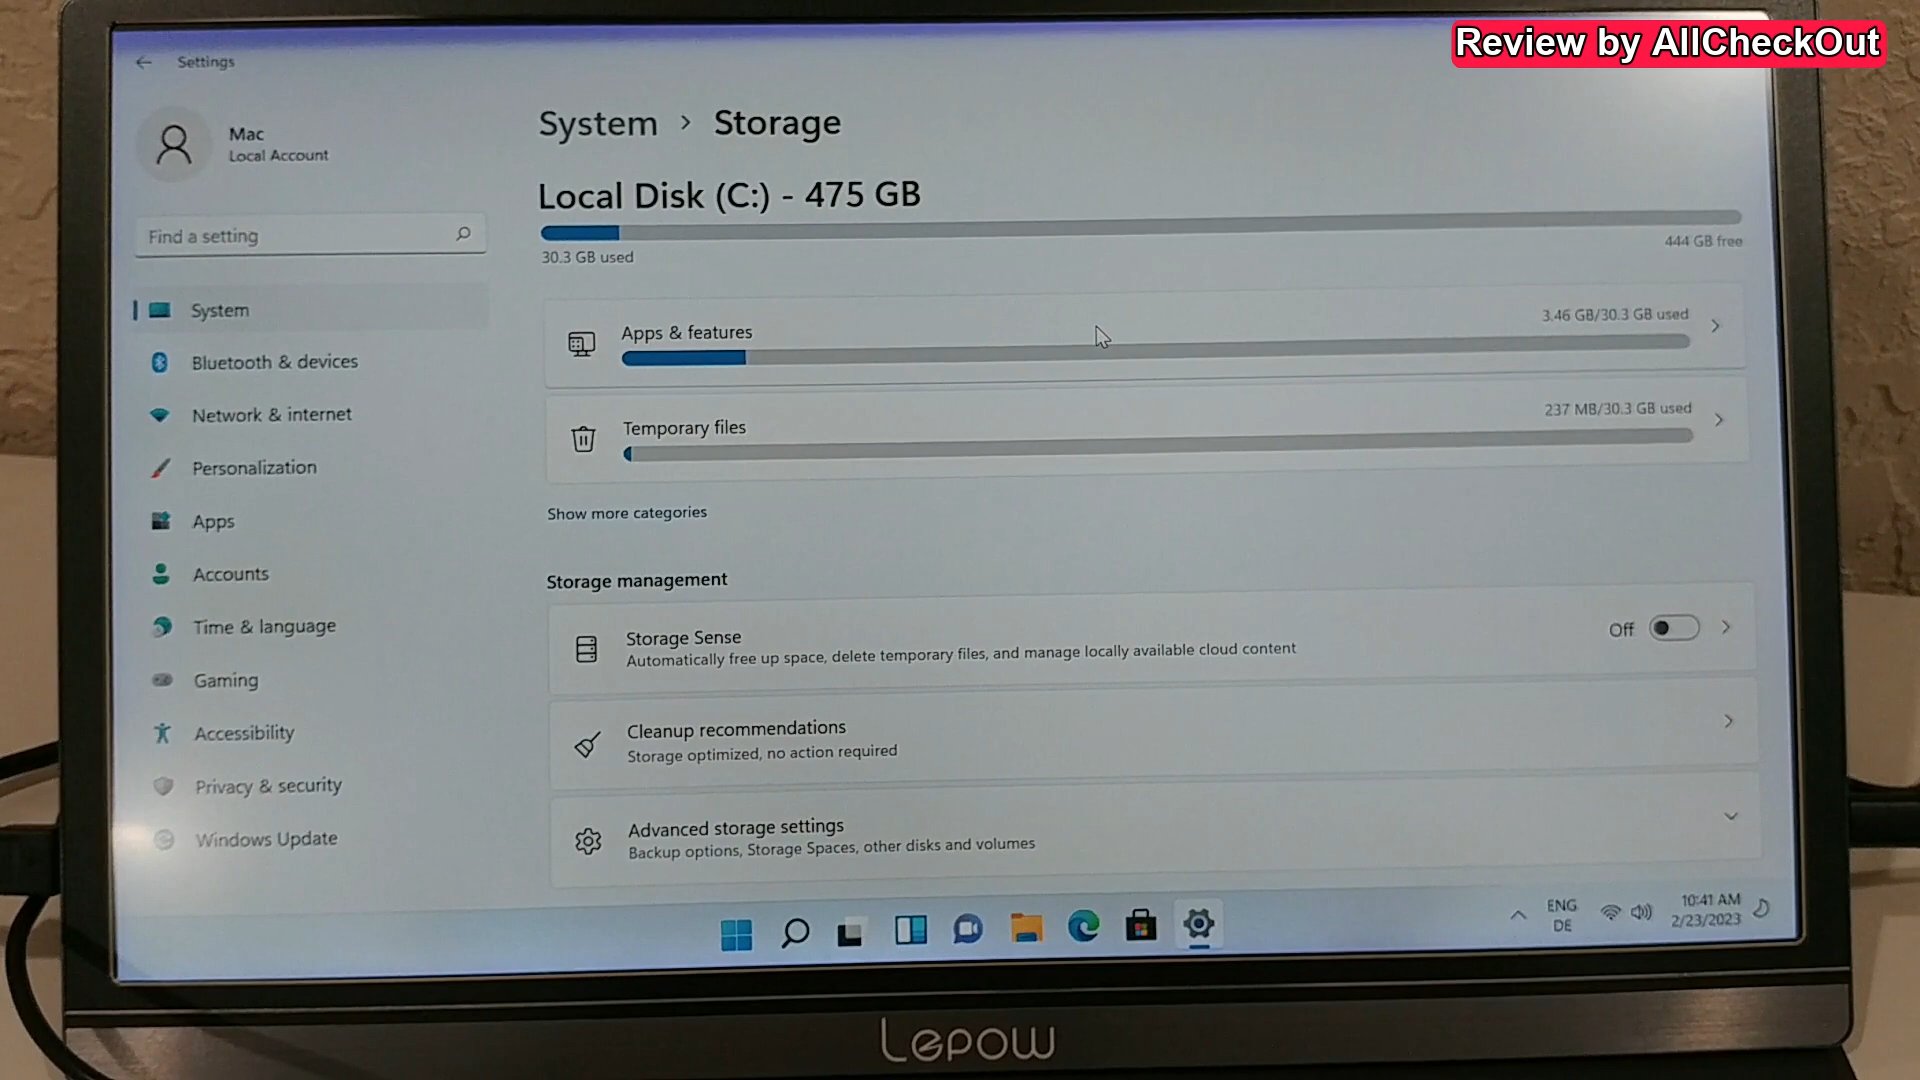 Review by AllCheckOut
Settings
Mac
Local Account
Find a setting
System
Bluetooth & devices
Network & internet
Personalization
Apps
Accounts
Time & language
Gaming
Accessibility
Privacy & security
Windows Update
System > Storage
Local Disk (C:) - 475 GB
30.3 GB used
444 GB free
Apps & features
3.46 GB/30.3 GB used
Temporary files
237 MB/30.3 GB used
Show more categories
Storage management
Storage Sense
Automatically free up space, delete temporary files, and manage locally available cloud content
Off
Cleanup recommendations
Storage optimized, no action required
Advanced storage settings
Backup options, Storage Spaces, other disks and volumes
ENG
DE
10:41 AM
2/23/2023
Lepow